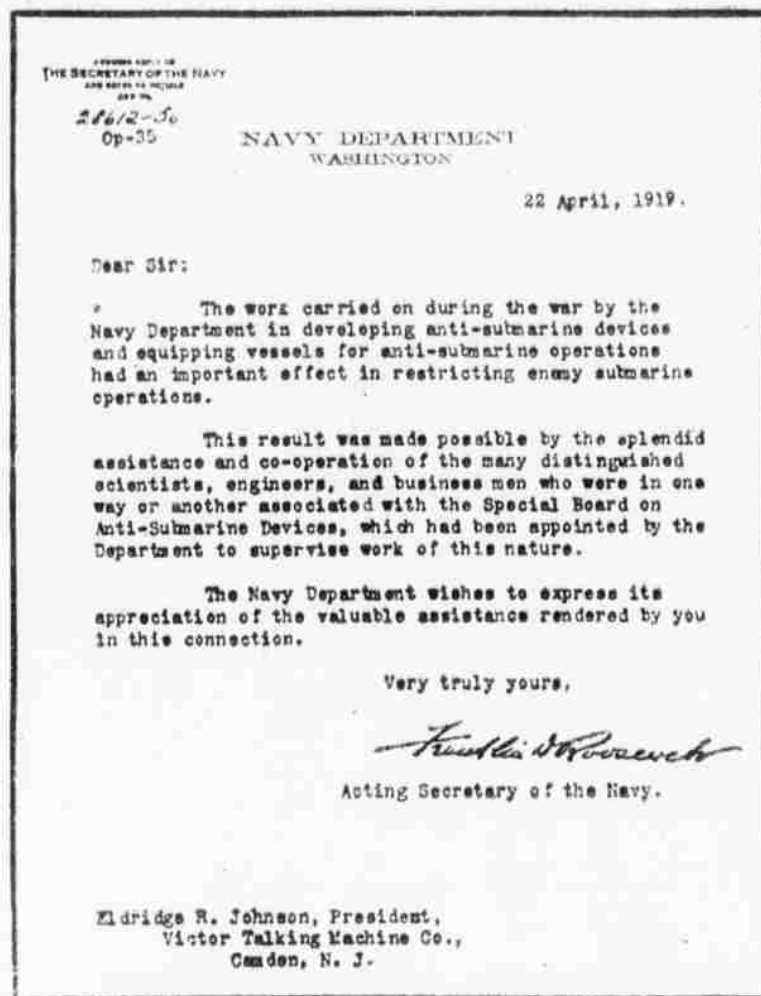 THE SECRETARY OF THE NAVY
28612-50
Op-35
NAVY DEPARTMENT
WASHINGTON
22 April, 1919.
Dear Sir:
The work carried on during the war by the
Navy Department in developing anti-submarine devices
and equipping vessels for anti-submarine operations
had an important effect in restricting enemy submarine
operations.
This result was made possible by the splendid
assistance and co-operation of the many distinguished
scientists, engineers, and business men who were in one
way or another associated with the Special Board on
Anti-Submarine Devices, which had been appointed by the
Department to supervise work of this nature.
The Navy Department wishes to express its
appreciation of the valuable assistance rendered by you
in this connection.
Very truly yours,
Franklin D Roosevelt
Acting Secretary of the Navy.
Eldridge R. Johnson, President,
Victor Talking Machine Co.,
Camden, N. J.